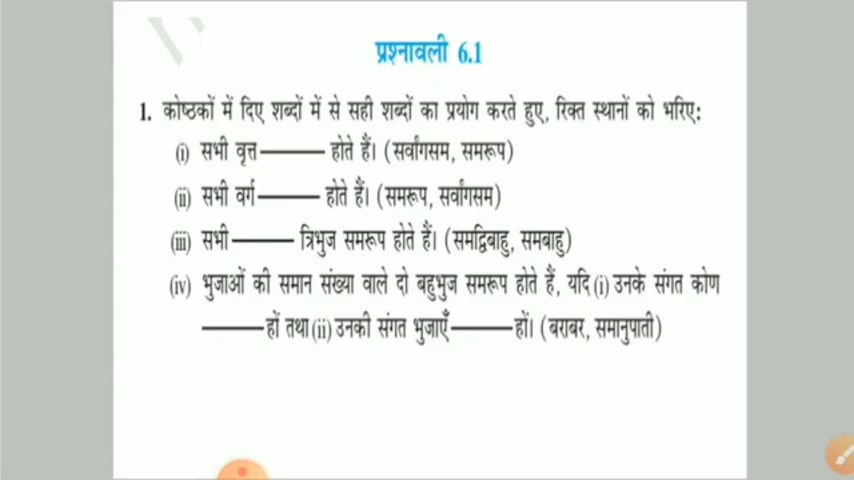 प्रश्नावली 6.1
1. कोष्ठकों में दिए शब्दों में से सही शब्दों का प्रयोग करते हुए, रिक्त स्थानों को भरिए:
(i) सभी वृत्त ——— होते हैं। (सर्वांगसम, समरूप)
(ii) सभी वर्ग ——— होते हैं। (समरूप, सर्वांगसम)
(iii) सभी ——— त्रिभुज समरूप होते हैं। (समद्विबाहु, समबाहु)
(iv) भुजाओं की समान संख्या वाले दो बहुभुज समरूप होते हैं, यदि (i) उनके संगत कोण
——— हों तथा (ii) उनकी संगत भुजाएँ ——— हों। (बराबर, समानुपाती)